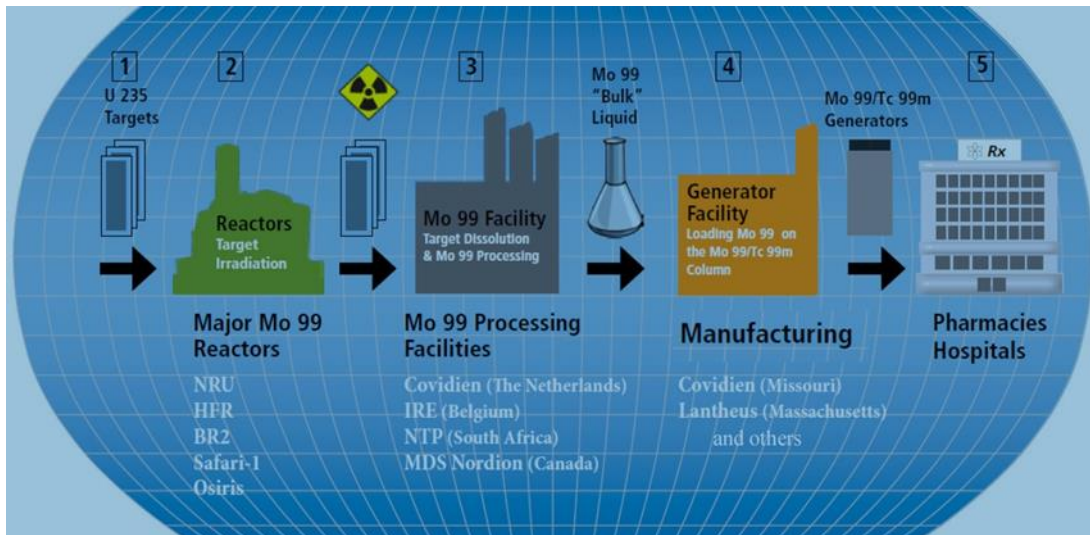 1
U 235
Targets
2
Reactors
Target
Irradiation
3
Mo 99 Facility
Target Dissolution
& Mo 99 Processing
Mo 99
"Bulk"
Liquid
4
Generator
Facility
Loading Mo 99 on
the Mo 99/Tc 99m
Column
Mo 99/Tc 99m
Generators
5
Rx
Major Mo 99
Reactors
NRU
HFR
BR2
Safari-1
Osiris
Mo 99 Processing
Facilities
Covidien (The Netherlands)
IRE (Belgium)
NTP (South Africa)
MDS Nordion (Canada)
Manufacturing
Covidien (Missouri)
Lantheus (Massachusetts)
and others
Pharmacies
Hospitals